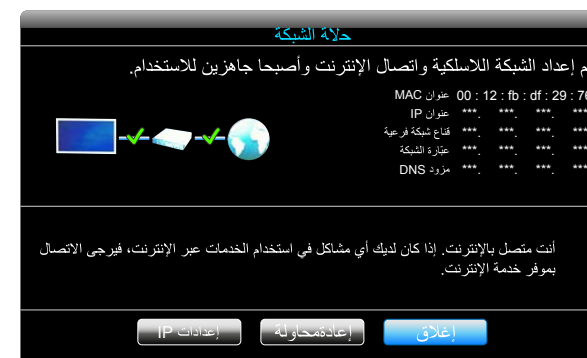 حالة الشبكة
م إعداد الشبكة اللاسلكية واتصال الإنترنت وأصبحا جاهزين للاستخدام.
عنوان MAC 00 : 12 : fb : df : 29 : 76
عنوان IP ***. ***. ***. ***
قناع شبكة فرعية ***. ***. ***. ***
عبّارة الشبكة ***. ***. ***. ***
مزود DNS ***. ***. ***. ***
أنت متصل بالإنترنت. إذا كان لديك أي مشاكل في استخدام الخدمات عبر الإنترنت، فيرجى الاتصال
بموفر خدمة الإنترنت.
إغلاق إعادةمحاولة إعدادات IP